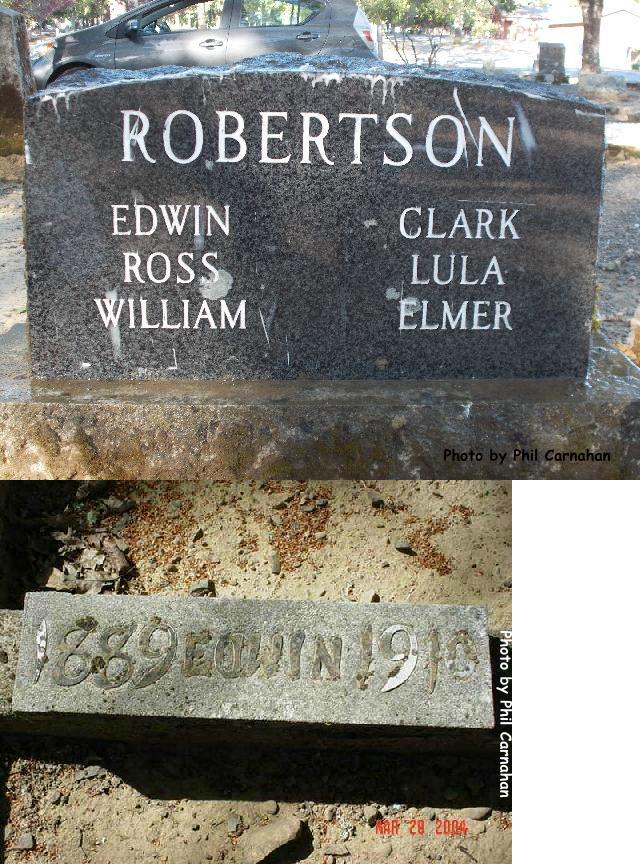 ROBERTSON
EDWIN
ROSS
WILLIAM
CLARK
LULA
ELMER
Photo by Phil Carnahan
1889 EDWIN 1910
Photo by Phil Carnahan
MAR 28 2004